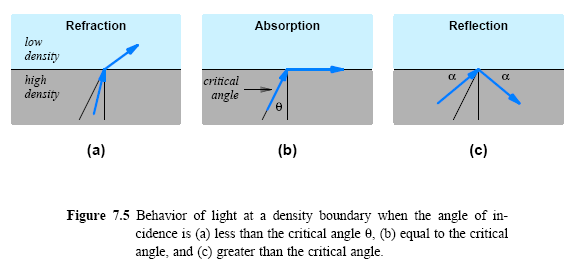 Refraction
Absorption
Reflection
low
density
high
density
critical
angle
θ
α
α
(a)
(b)
(c)
Figure 7.5 Behavior of light at a density boundary when the angle of in-
cidence is (a) less than the critical angle θ, (b) equal to the critical
angle, and (c) greater than the critical angle.